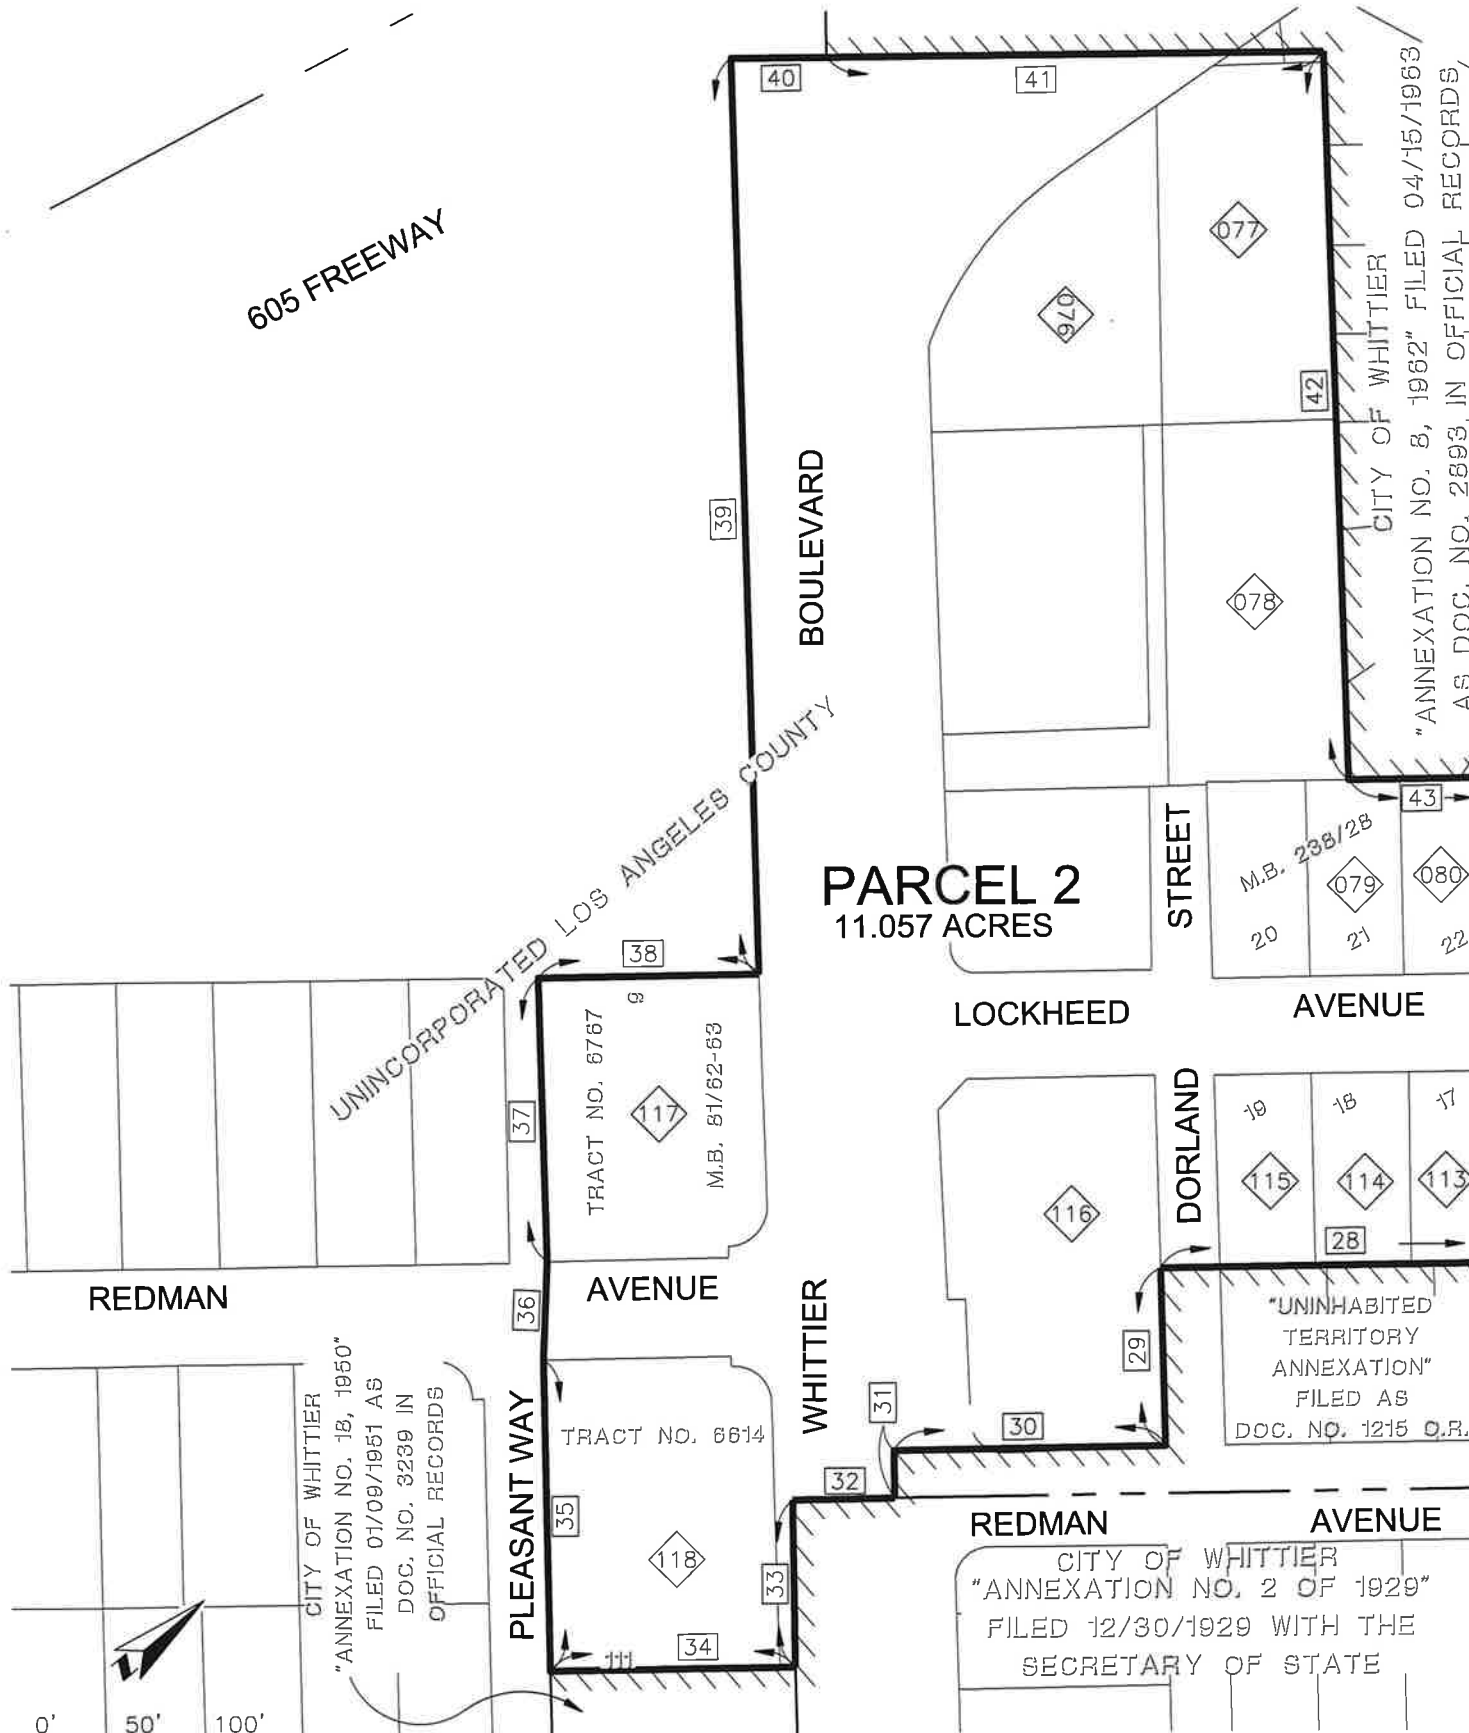 40
41
605 FREEWAY
077
076
42
CITY OF WHITTIER
"ANNEXATION NO. 8, 1962" FILED 04/15/1963
AS DOC. NO. 2893, IN OFFICIAL RECORDS,
39
BOULEVARD
078
UNINCORPORATED LOS ANGELES COUNTY
43
STREET
M.B. 238/28
079
080
20
21
22
PARCEL 2
11.057 ACRES
38
9
LOCKHEED
AVENUE
TRACT NO. 6767
M.B. 81/62-63
117
37
DORLAND
19
18
17
115
114
113
116
28
REDMAN
AVENUE
36
WHITTIER
29
"UNINHABITED
TERRITORY
ANNEXATION"
FILED AS
DOC. NO. 1215 O.R.
31
30
CITY OF WHITTIER
"ANNEXATION NO. 18, 1950"
FILED 01/09/1951 AS
DOC. NO. 3239 IN
OFFICIAL RECORDS
PLEASANT WAY
TRACT NO. 6614
32
35
118
33
REDMAN
AVENUE
CITY OF WHITTIER
"ANNEXATION NO. 2 OF 1929"
FILED 12/30/1929 WITH THE
SECRETARY OF STATE
111
34
0'
50'
100'